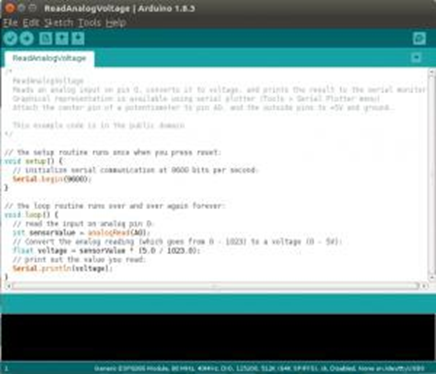 ReadAnalogVoltage | Arduino 1.8.3
File Edit Sketch Tools Help
ReadAnalogVoltage
/*
ReadAnalogVoltage
Reads an analog input on pin 0, converts it to voltage, and prints the result to the serial monitor
Graphical representation is available using serial plotter (Tools > Serial Plotter menu)
Attach the center pin of a potentiometer to pin A0, and the outside pins to +5V and ground.
This example code is in the public domain
*/
// the setup routine runs once when you press reset:
void setup() {
// initialize serial communication at 9600 bits per second:
Serial.begin(9600);
}
// the loop routine runs over and over again forever:
void loop() {
// read the input on analog pin 0:
int sensorValue = analogRead(A0);
// Convert the analog reading (which goes from 0 - 1023) to a voltage (0 - 5V):
float voltage = sensorValue * (5.0 / 1023.0);
// print out the value you read:
Serial.println(voltage);
}
1
Generic ESP8266 Module, 80 MHz, 40MHz, DIO, 115200, 512K (64K SPIFFS), ck, Disabled, None on